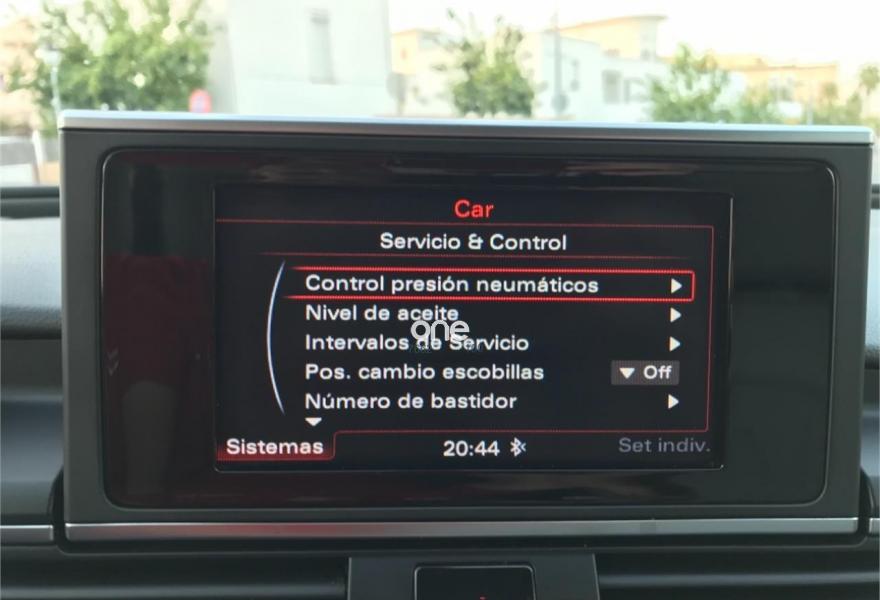 Car
Servicio & Control
Control presión neumáticos
Nivel de aceite
one
Intervalos de Servicio
Pos. cambio escobillas Off
Número de bastidor
Sistemas 20:44 Set indiv.